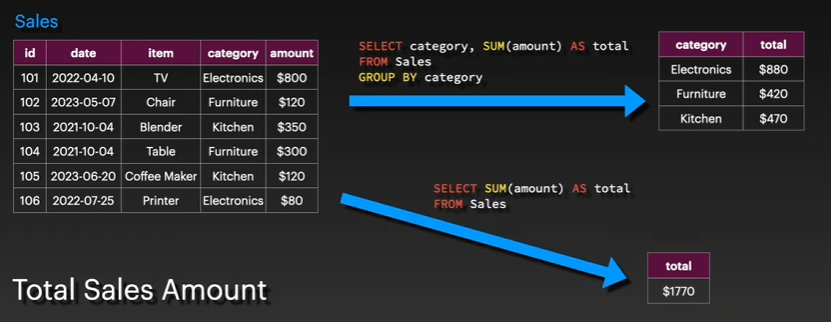 Sales
id date item category amount
101 2022-04-10 TV Electronics $800
102 2023-05-07 Chair Furniture $120
103 2021-10-04 Blender Kitchen $350
104 2021-10-04 Table Furniture $300
105 2023-06-20 Coffee Maker Kitchen $120
106 2022-07-25 Printer Electronics $80
SELECT category, SUM(amount) AS total
FROM Sales
GROUP BY category
category total
Electronics $880
Furniture $420
Kitchen $470
SELECT SUM(amount) AS total
FROM Sales
total
$1770
Total Sales Amount